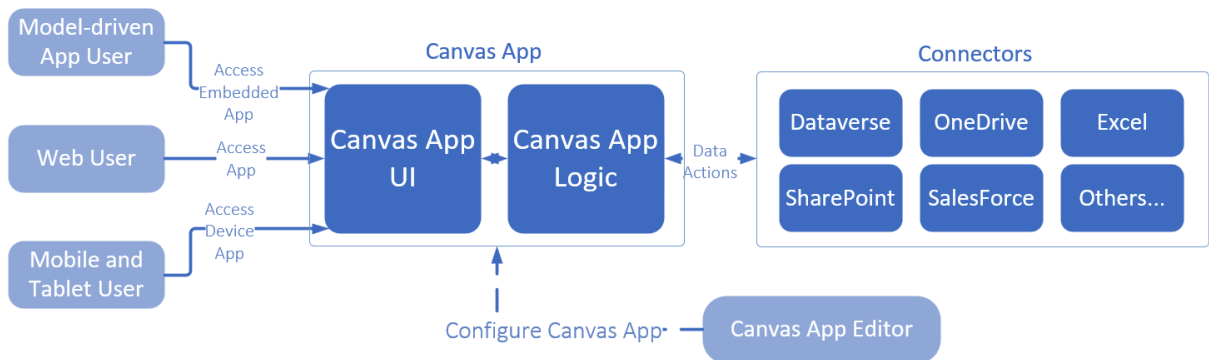 Model-driven
App User
Access
Embedded
App
Web User
Access
App
Mobile and
Tablet User
Access
Device
App
Canvas App
Canvas App
UI
Canvas App
Logic
Data
Actions
Connectors
Dataverse
OneDrive
Excel
SharePoint
SalesForce
Others...
Configure Canvas App
Canvas App Editor